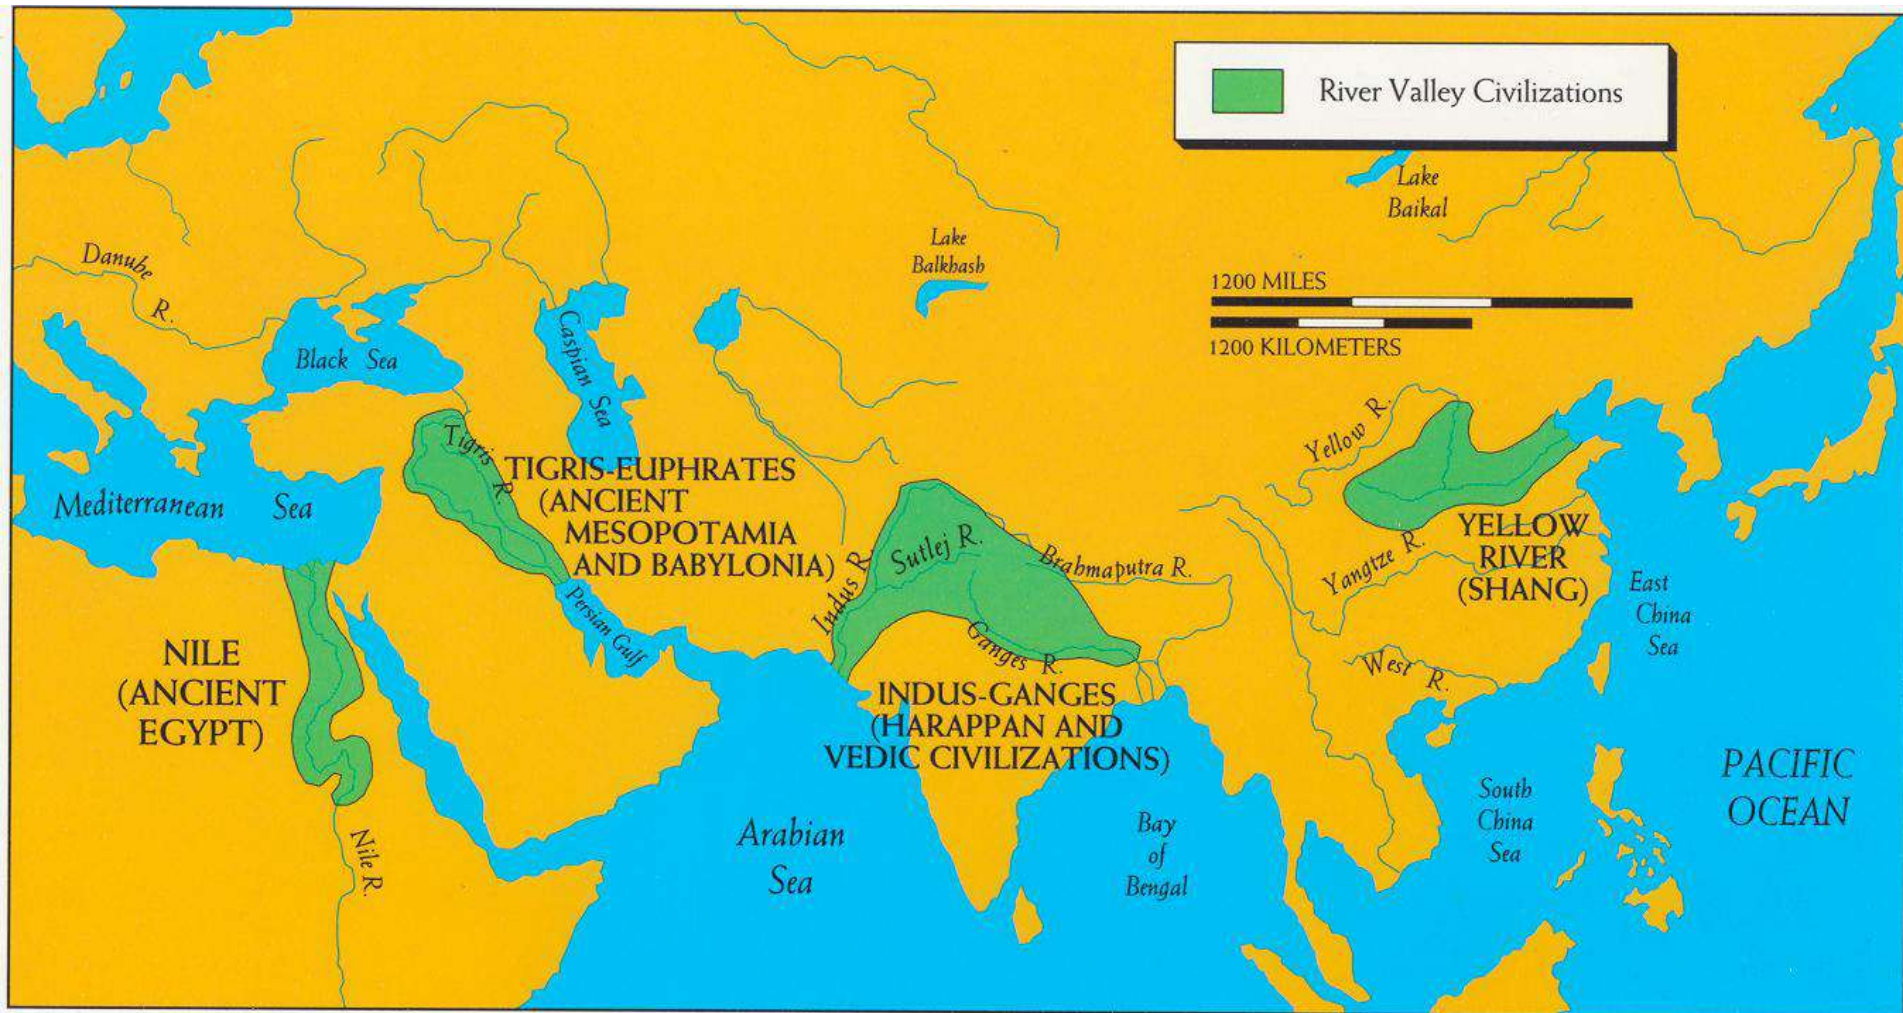 River Valley Civilizations
Lake
Baikal
Lake
Balkhash
Danube
R.
1200 MILES
1200 KILOMETERS
Black Sea
Caspian Sea
Yellow R.
Tigris R.
TIGRIS-EUPHRATES
(ANCIENT
MESOPOTAMIA
AND BABYLONIA)
Mediterranean Sea
Indus R.
Sutlej R.
Brahmaputra R.
Yangtze R.
YELLOW
RIVER
(SHANG)
East
China
Sea
Persian Gulf
NILE
(ANCIENT
EGYPT)
Ganges R.
West R.
INDUS-GANGES
(HARAPPAN AND
VEDIC CIVILIZATIONS)
PACIFIC
OCEAN
South
China
Sea
Arabian
Sea
Bay
of
Bengal
Nile R.